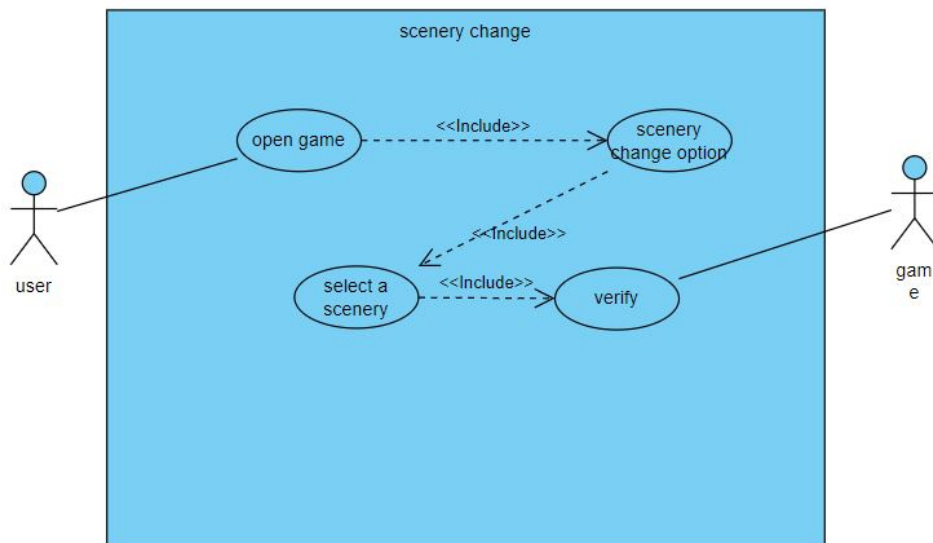 scenery change
open game
<<Include>>
scenery
change option
<<Include>>
user
select a
scenery
<<Include>>
verify
gam
e